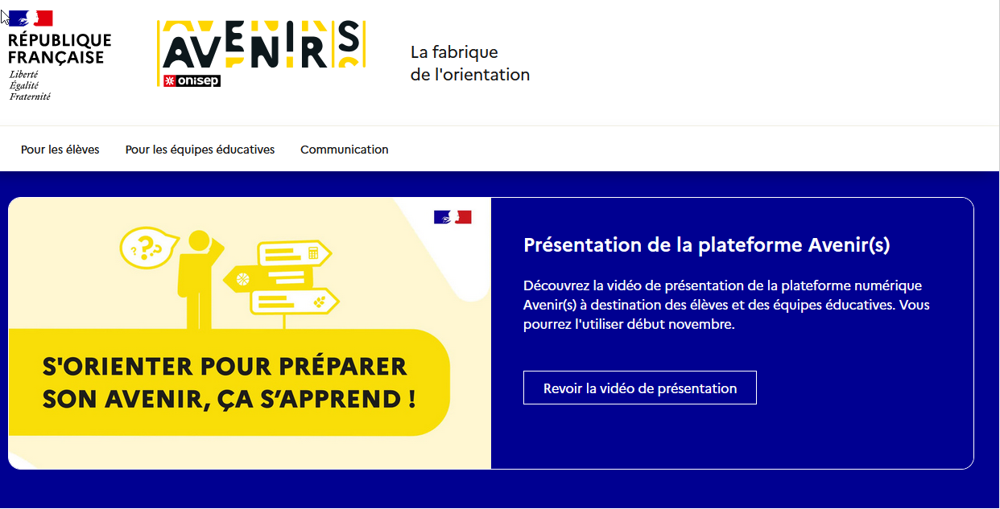 RÉPUBLIQUE
FRANÇAISE
Liberté
Égalité
Fraternité
AVENIRS
onisep
La fabrique
de l'orientation
Pour les élèves
Pour les équipes éducatives
Communication
???
S'ORIENTER POUR PRÉPARER
SON AVENIR, ÇA S’APPREND !
Présentation de la plateforme Avenir(s)
Découvrez la vidéo de présentation de la plateforme numérique
Avenir(s) à destination des élèves et des équipes éducatives. Vous
pourrez l'utiliser début novembre.
Revoir la vidéo de présentation